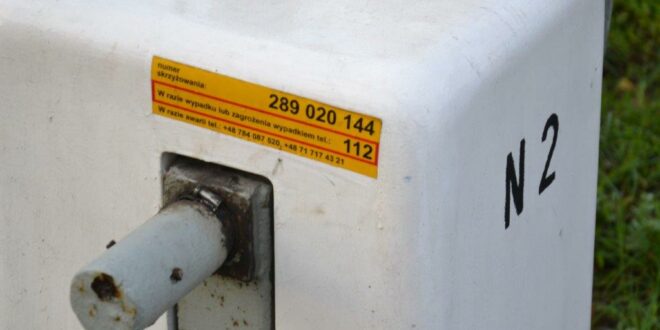 numer
skrzyżowania:
289 020 144
W razie wypadku lub zagrożenia wypadkiem tel.: 112
W razie awarii tel.: +48 784 087 520, +48 71 717 43 21
N 2